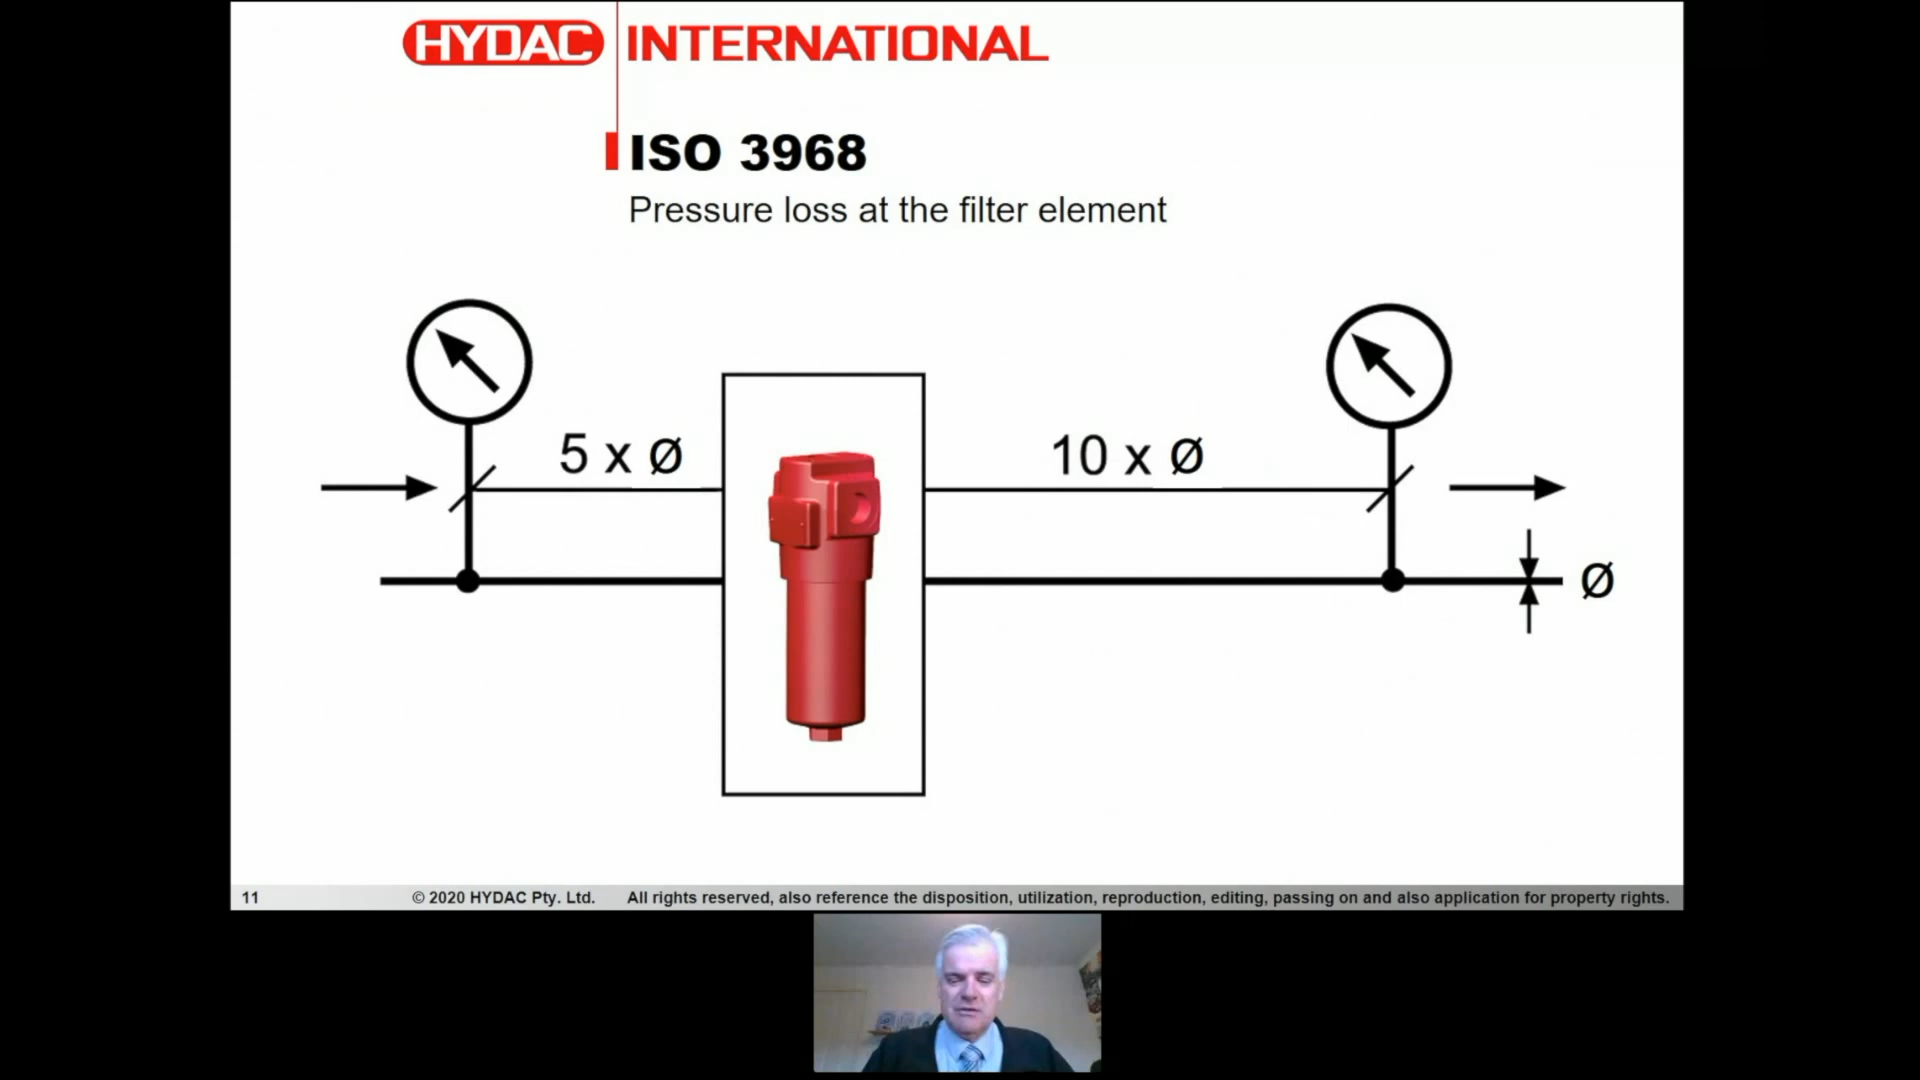 HYDAC INTERNATIONAL
ISO 3968
Pressure loss at the filter element
5 x Ø
10 x Ø
Ø
11 © 2020 HYDAC Pty. Ltd. All rights reserved, also reference the disposition, utilization, reproduction, editing, passing on and also application for property rights.